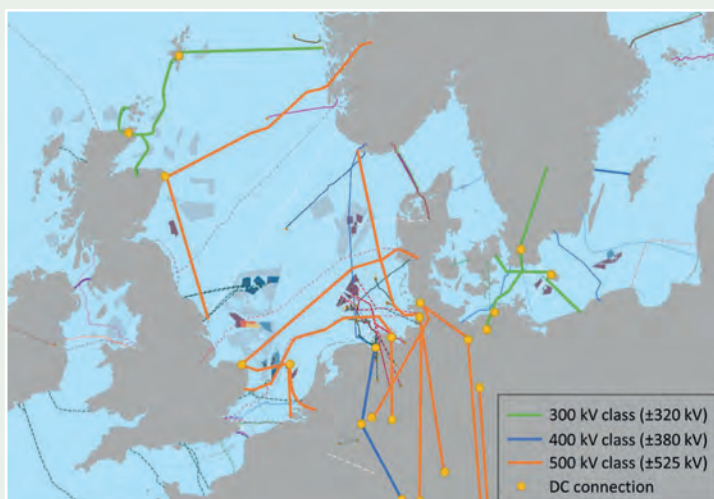 300 kV class (±320 kV)
400 kV class (±380 kV)
500 kV class (±525 kV)
DC connection